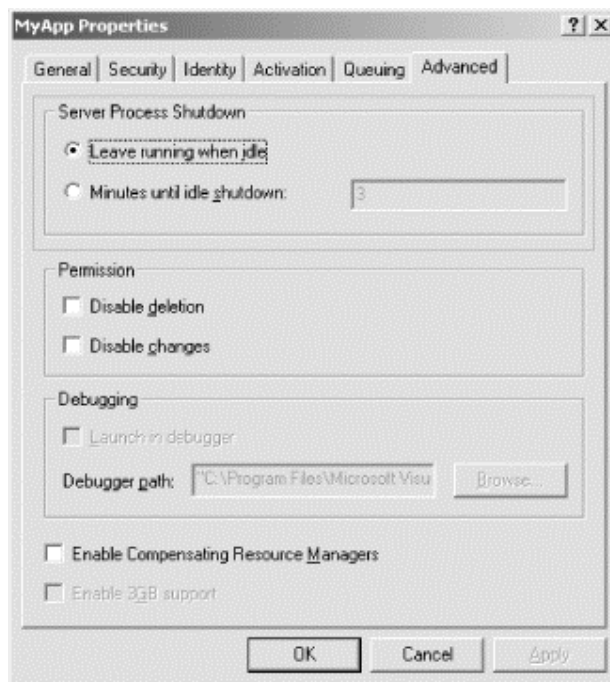 MyApp Properties
General Security Identity Activation Queuing Advanced
Server Process Shutdown
Leave running when idle
Minutes until idle shutdown: 3
Permission
Disable deletion
Disable changes
Debugging
Launch in debugger
Debugger path: "C:\Program Files\Microsoft Visu Browse...
Enable Compensating Resource Managers
Enable 3GB support
OK Cancel Apply